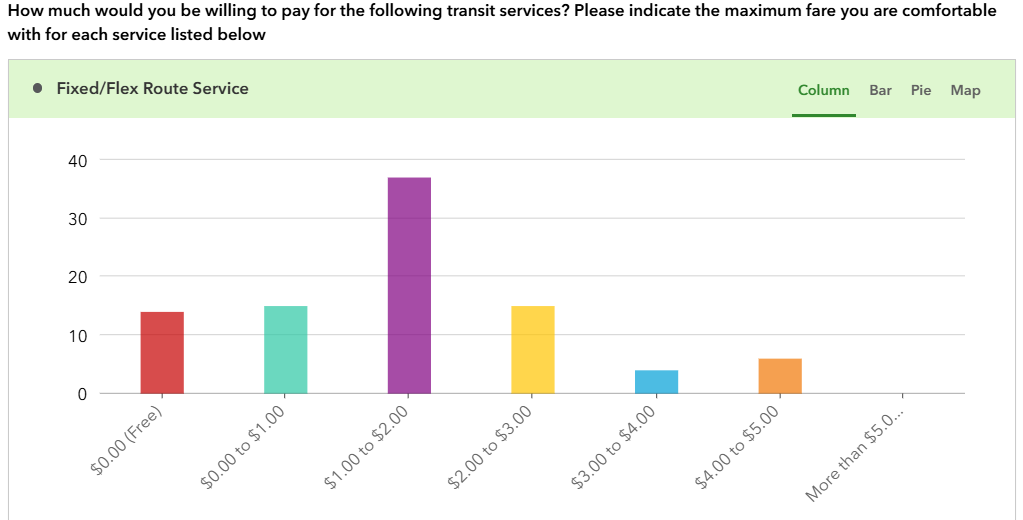 How much would you be willing to pay for the following transit services? Please indicate the maximum fare you are comfortable
with for each service listed below
Fixed/Flex Route Service
Column Bar Pie Map
40
30
20
10
0
$0.00 (Free)
$0.00 to $1.00
$1.00 to $2.00
$2.00 to $3.00
$3.00 to $4.00
$4.00 to $5.00
More than $5.0...